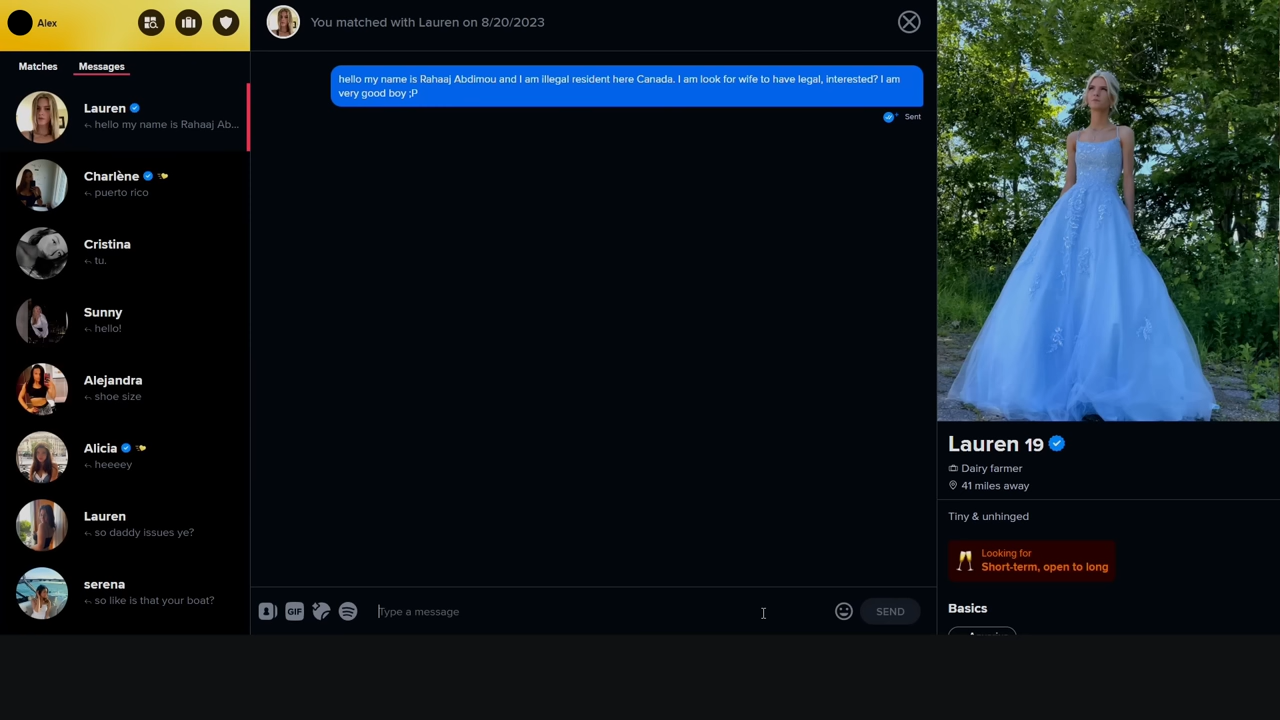 Alex
Matches
Messages
Lauren
hello my name is Rahaaj Ab...
Charlène
puerto rico
Cristina
tu.
Sunny
hello!
Alejandra
shoe size
Alicia
heeeey
Lauren
so daddy issues ye?
serena
so like is that your boat?
You matched with Lauren on 8/20/2023
hello my name is Rahaaj Abdimou and I am illegal resident here Canada. I am look for wife to have legal, interested? I am
very good boy ;P
Sent
GIF
Type a message
SEND
Lauren 19
Dairy farmer
41 miles away
Tiny & unhinged
Looking for
Short-term, open to long
Basics